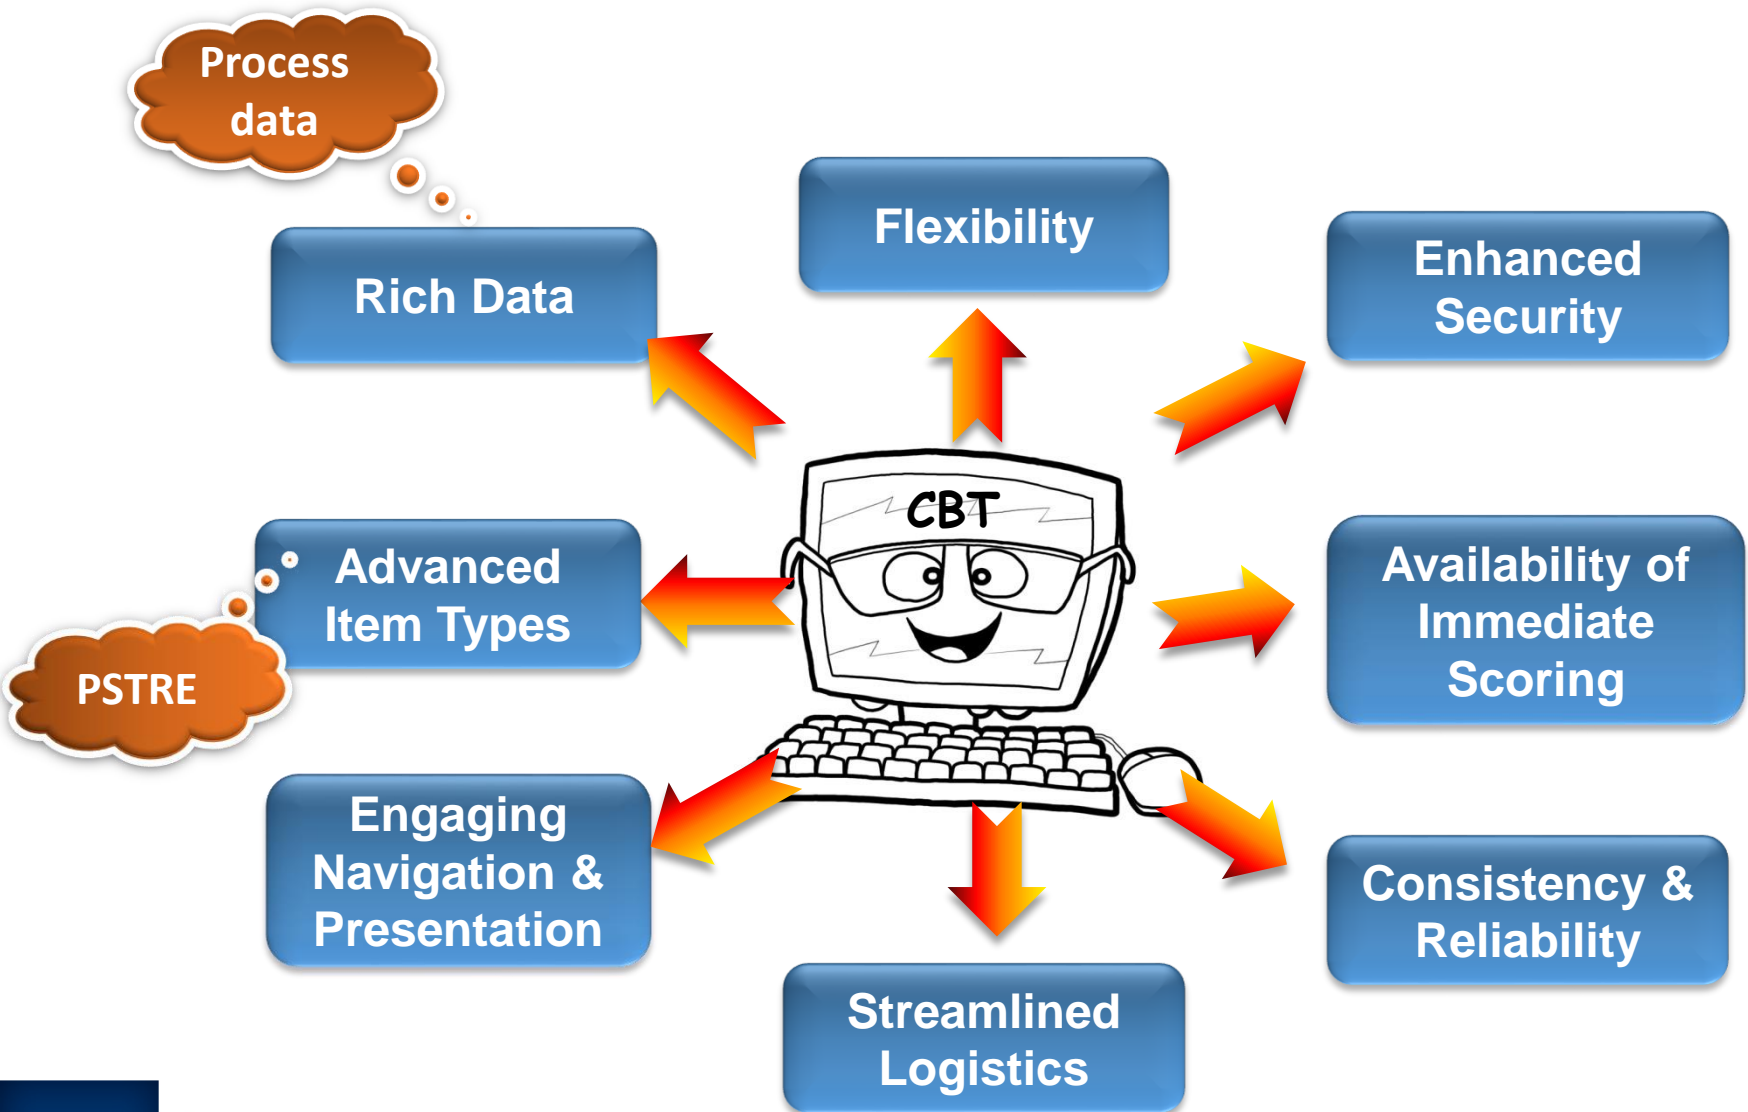 Process
data
Flexibility
Enhanced
Security
Rich Data
CBT
Advanced
Item Types
Availability of
Immediate
Scoring
PSTRE
Engaging
Navigation &
Presentation
Consistency &
Reliability
Streamlined
Logistics